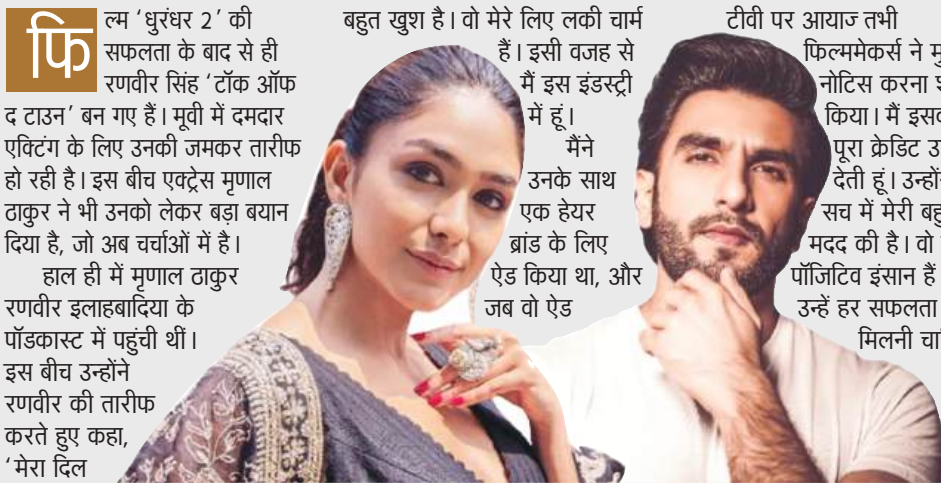 फिल्म ‘धुरंधर 2’ की
सफलता के बाद से ही
रणवीर सिंह ‘टॉक ऑफ
द टाउन’ बन गए हैं। मूवी में दमदार
एक्टिंग के लिए उनकी जमकर तारीफ
हो रही है। इस बीच एक्ट्रेस मृणाल
ठाकुर ने भी उनको लेकर बड़ा बयान
दिया है, जो अब चर्चाओं में है।
हाल ही में मृणाल ठाकुर
रणवीर इलाहबादिया के
पॉडकास्ट में पहुंची थीं।
इस बीच उन्होंने
रणवीर की तारीफ
करते हुए कहा,
‘मेरा दिल
बहुत खुश है। वो मेरे लिए लकी चार्म
हैं। इसी वजह से
मैं इस इंडस्ट्री
में हूं।
मैंने
उनके साथ
एक हेयर
ब्रांड के लिए
ऐड किया था, और
जब वो ऐड
टीवी पर आयाज तभी
फिल्ममेकर्स ने
नोटिस करना
किया। मैं
पूरा क्रेडिट
देती हूं।
सच में मेरी
मदद की है। वो
पॉजिटिव इंसान हैं
उन्हें हर सफलता
मिलनी